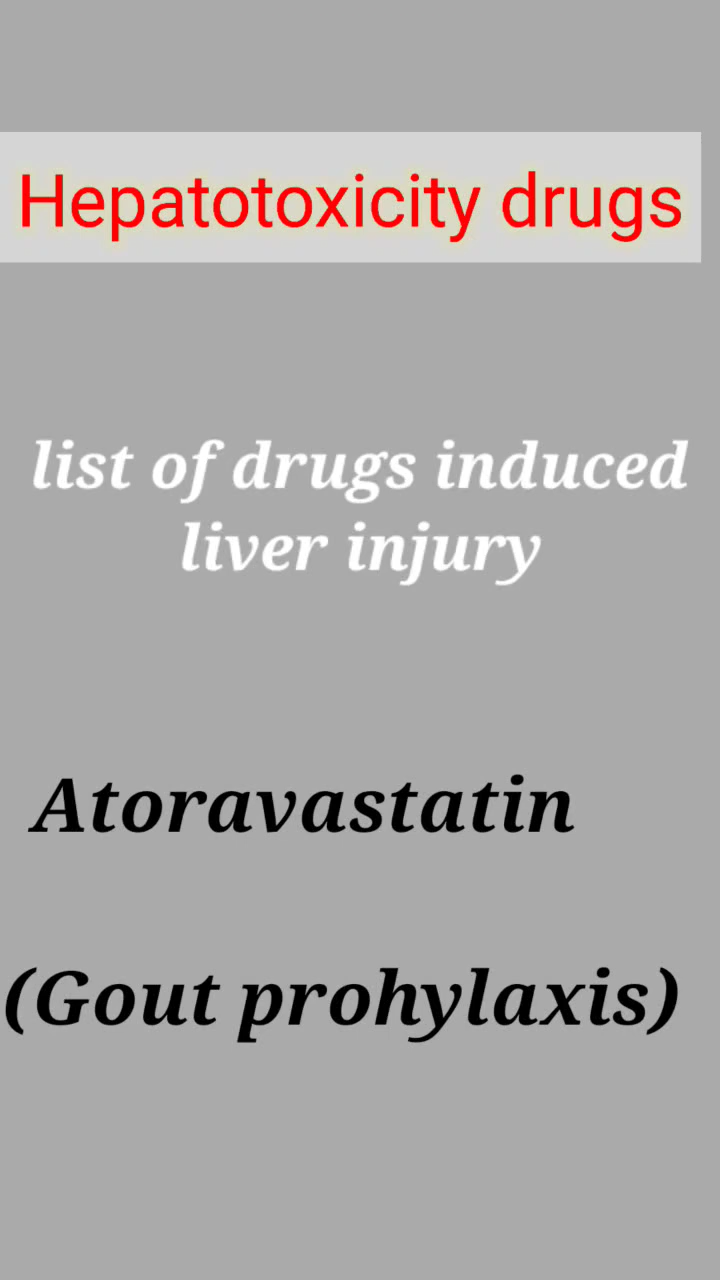 Hepatotoxicity drugs
list of drugs induced
liver injury
Atoravastatin
(Gout prohylaxis)